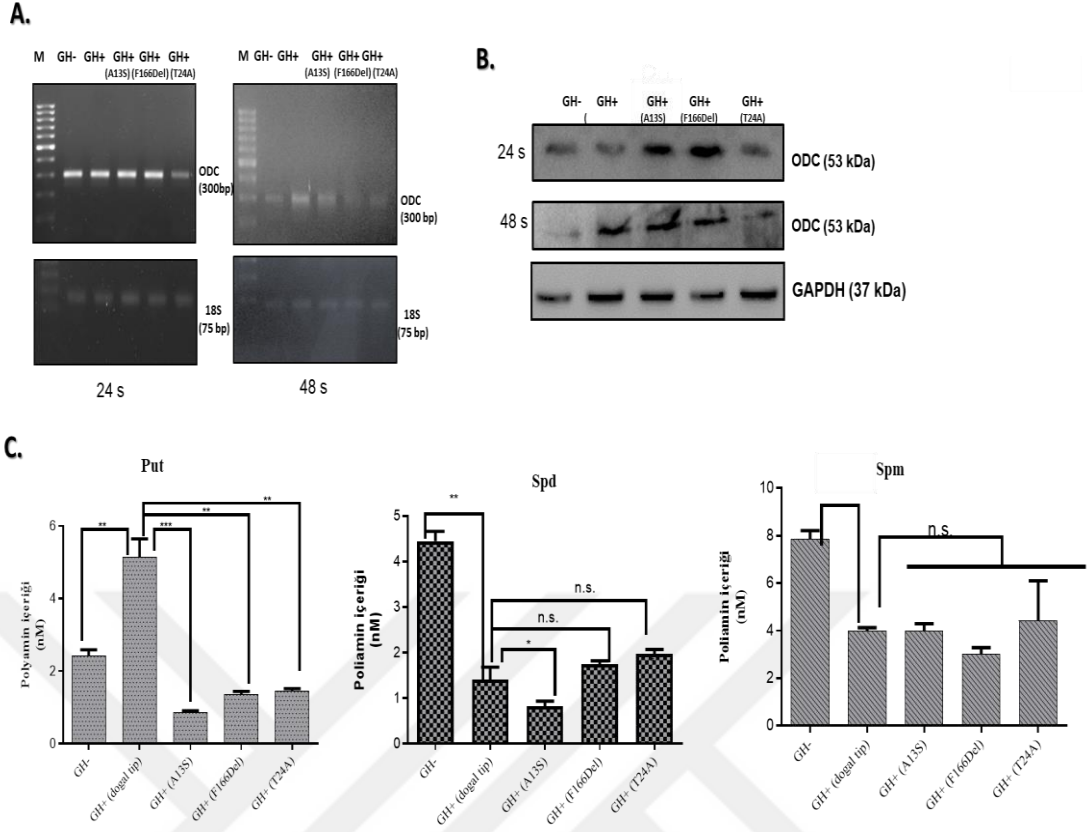 A.
M GH- GH+ GH+ GH+ GH+
(A13S) (F166Del) (T24A)
M GH- GH+ GH+ GH+ GH+
(A13S) (F166Del) (T24A)
ODC
(300bp)
ODC
(300 bp)
18S
(75 bp)
18S
(75 bp)
24 s
48 s
B.
GH- GH+ GH+ GH+ GH+
( (A13S) (F166Del) (T24A)
24 s
ODC (53 kDa)
48 s
ODC (53 kDa)
GAPDH (37 kDa)
C.
Put
Polyamin içeriği
(nM)
6
4
2
0
**
***
**
**
GH-
GH+ (dogal tip)
GH+ (A13S)
GH+ (F166Del)
GH+ (T24A)
Spd
Poliamin içeriği
(nM)
5
4
3
2
1
0
**
n.s.
n.s.
*
GH-
GH+ (dogal tip)
GH+ (A13S)
GH+ (F166Del)
GH+ (T24A)
Spm
Poliamin içeriği
(nM)
10
8
6
4
2
0
n.s.
GH-
GH+ (dogal tip)
GH+ (A13S)
GH+ (F166Del)
GH+ (T24A)